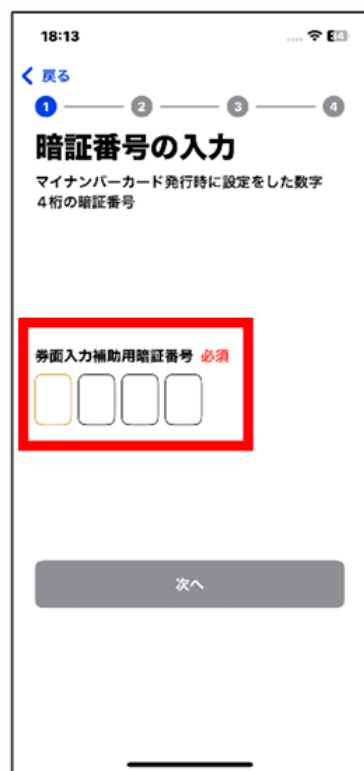 18:13
戻る
1 2 3 4
暗証番号の入力
マイナンバーカード発行時に設定をした数字
4桁の暗証番号
券面入力補助用暗証番号 必須
次へ